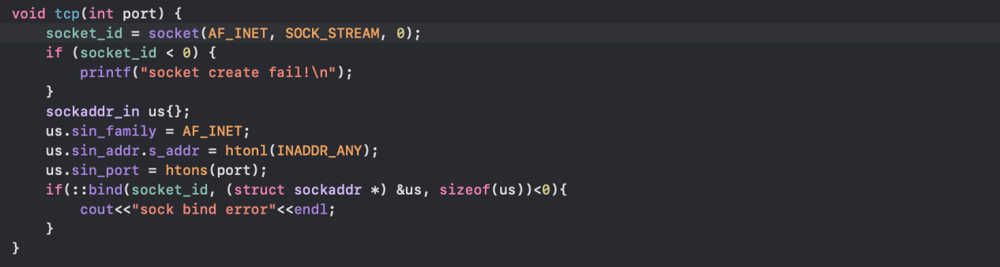 void tcp(int port) {
    socket_id = socket(AF_INET, SOCK_STREAM, 0);
    if (socket_id < 0) {
        printf("socket create fail!\n");
    }
    sockaddr_in us{};
    us.sin_family = AF_INET;
    us.sin_addr.s_addr = htonl(INADDR_ANY);
    us.sin_port = htons(port);
    if(::bind(socket_id, (struct sockaddr *) &us, sizeof(us))<0){
        cout<<"sock bind error"<<endl;
    }
}